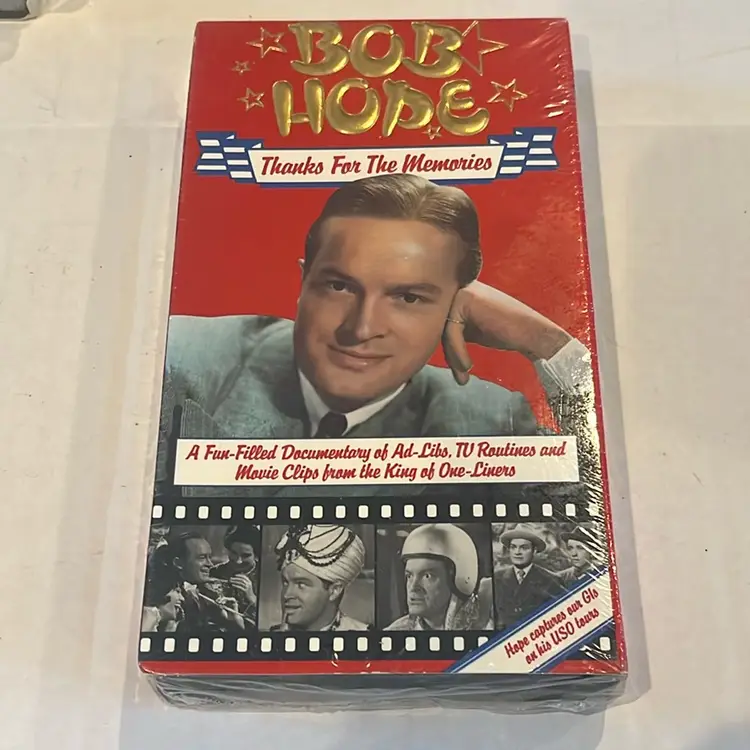 BOB
HOPE
Thanks For The Memories
A Fun-Filled Documentary of Ad-Libs, TV Routines and
Movie Clips from the King of One-Liners
Hope captures our GIs
on his USO tours